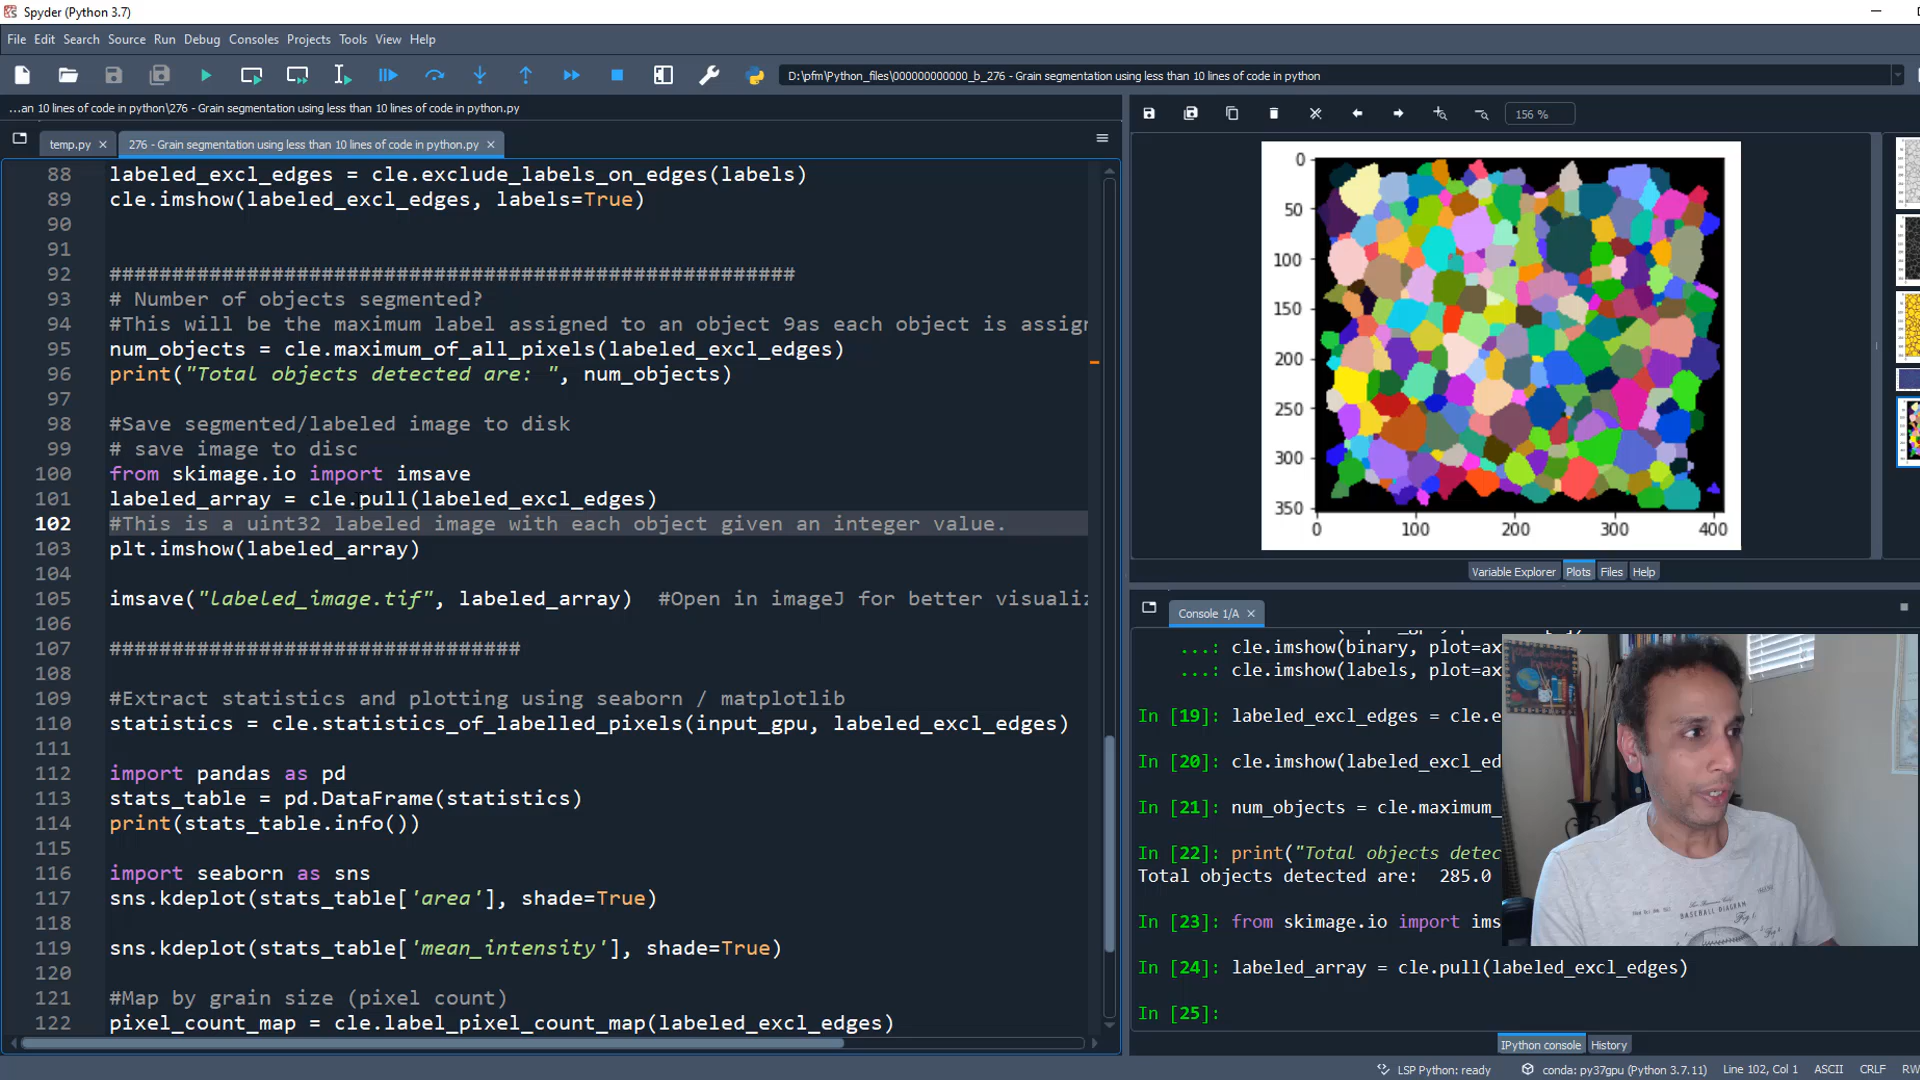 Spyder (Python 3.7)
File Edit Search Source Run Debug Consoles Projects Tools View Help
D:\pfm\Python_files\000000000000_b_276 - Grain segmentation using less than 10 lines of code in python
...an 10 lines of code in python\276 - Grain segmentation using less than 10 lines of code in python.py
temp.py
276 - Grain segmentation using less than 10 lines of code in python.py
156 %
88 labeled_excl_edges = cle.exclude_labels_on_edges(labels)
89 cle.imshow(labeled_excl_edges, labels=True)
90
91
92 #######################################################
93 # Number of objects segmented?
94 #This will be the maximum label assigned to an object 9as each object is assign
95 num_objects = cle.maximum_of_all_pixels(labeled_excl_edges)
96 print("Total objects detected are: ", num_objects)
97
98 #Save segmented/labeled image to disk
99 # save image to disc
100 from skimage.io import imsave
101 labeled_array = cle.pull(labeled_excl_edges)
102 #This is a uint32 labeled image with each object given an integer value.
103 plt.imshow(labeled_array)
104
105 imsave("labeled_image.tif", labeled_array)  #Open in imageJ for better visuali
106
107 #################################
108
109 #Extract statistics and plotting using seaborn / matplotlib
110 statistics = cle.statistics_of_labelled_pixels(input_gpu, labeled_excl_edges)
111
112 import pandas as pd
113 stats_table = pd.DataFrame(statistics)
114 print(stats_table.info())
115
116 import seaborn as sns
117 sns.kdeplot(stats_table['area'], shade=True)
118
119 sns.kdeplot(stats_table['mean_intensity'], shade=True)
120
121 #Map by grain size (pixel count)
122 pixel_count_map = cle.label_pixel_count_map(labeled_excl_edges)
0
50
100
150
200
250
300
350
0 100 200 300 400
Variable Explorer Plots Files Help
Console 1/A
...: cle.imshow(binary, plot=ax
...: cle.imshow(labels, plot=ax
In [19]: labeled_excl_edges = cle.e
In [20]: cle.imshow(labeled_excl_ed
In [21]: num_objects = cle.maximum_
In [22]: print("Total objects detec
Total objects detected are:  285.0
In [23]: from skimage.io import ims
In [24]: labeled_array = cle.pull(labeled_excl_edges)
In [25]:
BASEBALL DIAGRAM
IPython console History
LSP Python: ready conda: py37gpu (Python 3.7.11) Line 102, Col 1 ASCII CRLF RW